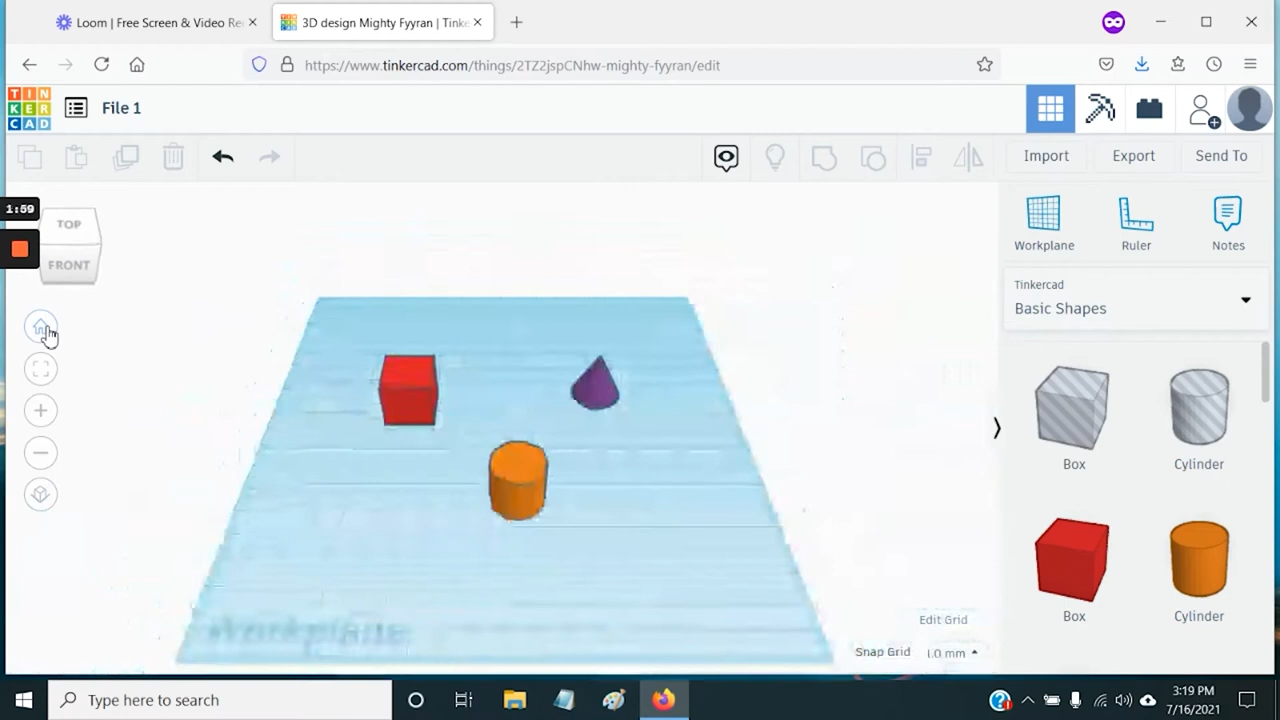 Loom | Free Screen & Video Re
3D design Mighty Fyyran | Tinke
https://www.tinkercad.com/things/2TZ2jspCNhw-mighty-fyyran/edit
TIN
KER
CAD
File 1
Import
Export
Send To
1:59
TOP
FRONT
Workplane
Ruler
Notes
Tinkercad
Basic Shapes
Box
Cylinder
Box
Cylinder
Workplane
Edit Grid
Snap Grid
1.0 mm
Type here to search
3:19 PM
7/16/2021